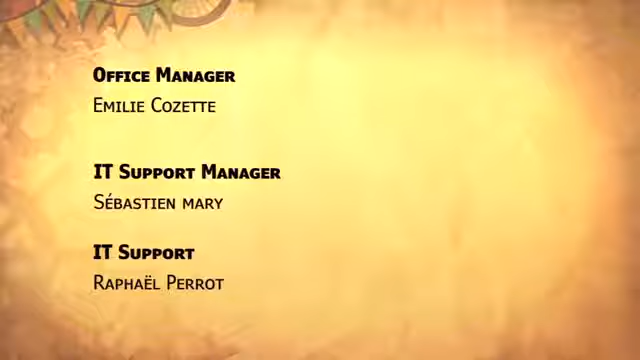 Office Manager
Emilie Cozette
IT Support Manager
Sébastien mary
IT Support
Raphaël Perrot